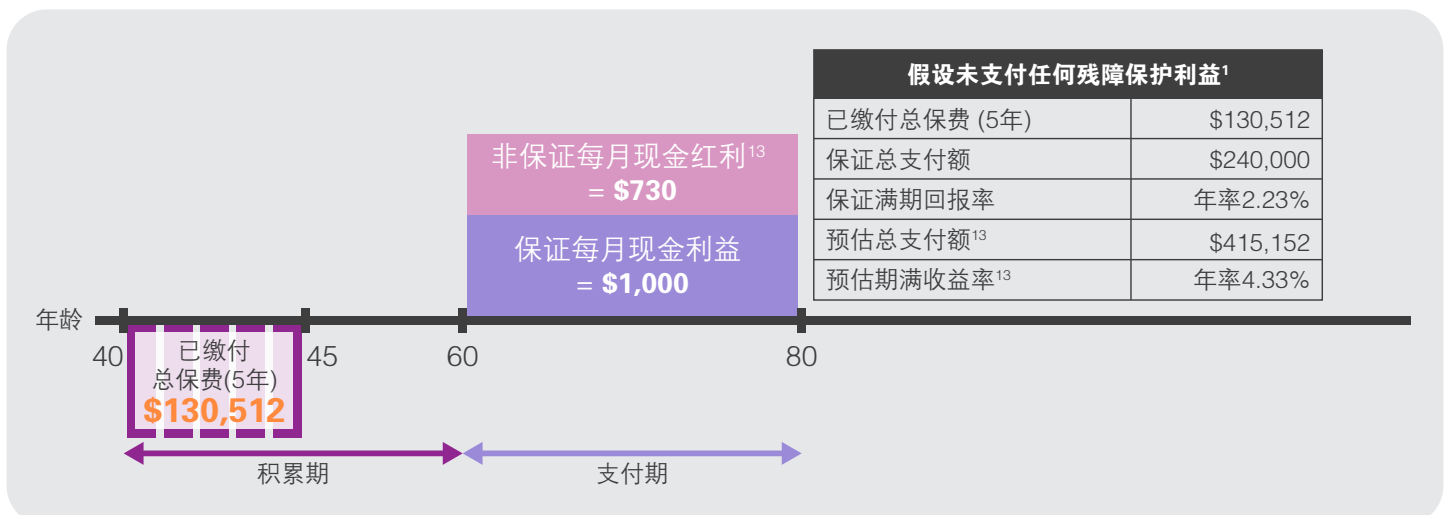 假设未支付任何残障保护利益1
已缴付总保费 (5年) $130,512
保证总支付额 $240,000
保证满期回报率 年率2.23%
预估总支付额13 $415,152
预估期满收益率13 年率4.33%
非保证每月现金红利13
= $730
保证每月现金利益
= $1,000
年龄
40 45 60 80
已缴付
总保费(5年)
$130,512
积累期 支付期